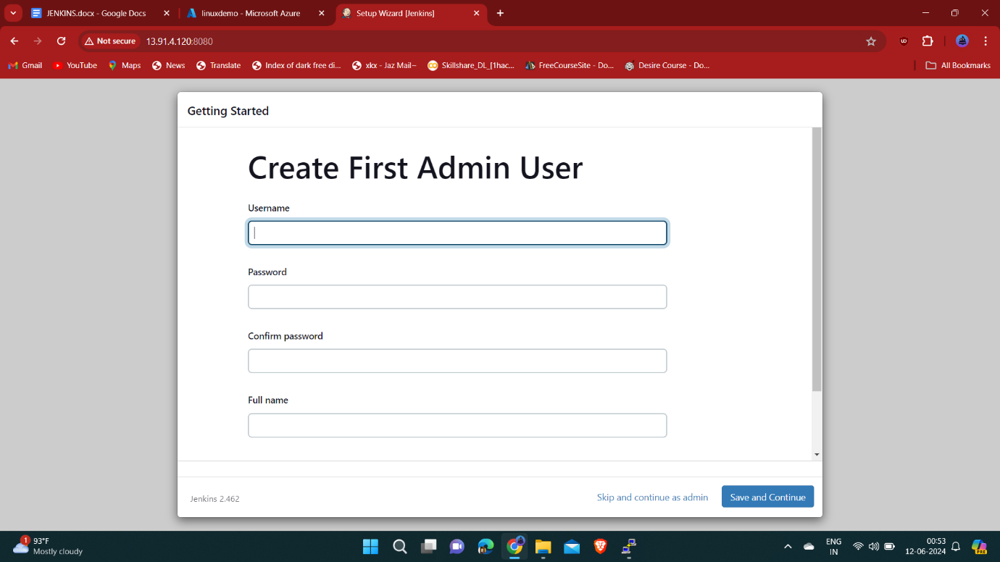 JENKINS.docx - Google Docs
linuxdemo - Microsoft Azure
Setup Wizard [Jenkins]
Not secure
13.91.4.120:8080
Gmail
YouTube
Maps
News
Translate
Index of dark free di...
xkx - Jaz Mail~
Skillshare_DL_[1hac...
FreeCourseSite - Do...
Desire Course - Do...
All Bookmarks
Getting Started
Create First Admin User
Username
Password
Confirm password
Full name
Jenkins 2.462
Skip and continue as admin
Save and Continue
1
93°F
Mostly cloudy
ENG
IN
00:53
12-06-2024
PRE